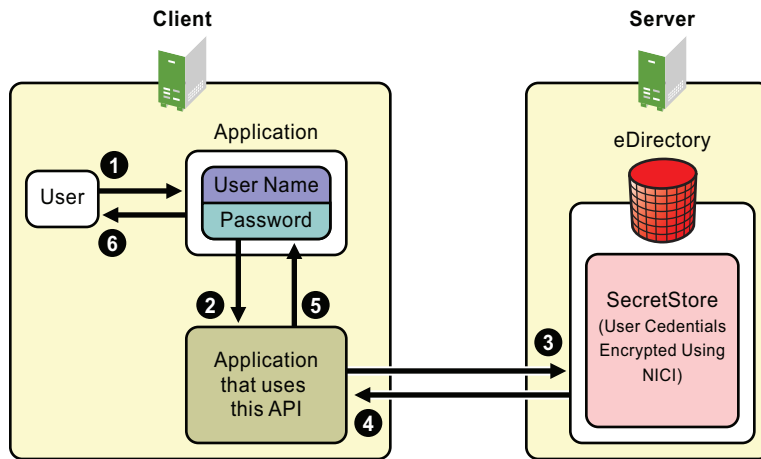 Client
Server
Application
eDirectory
1
User
User Name
Password
6
2
5
SecretStore
(User Cedentials
Encrypted Using
NICI)
3
Application
that uses
this API
4